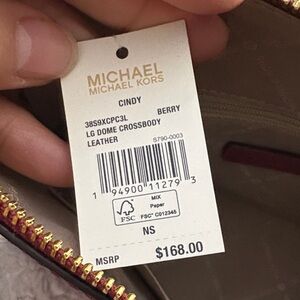 MICHAEL
MICHAEL KORS
CINDY
38S9XCPC3L BERRY
LG DOME CROSSBODY
LEATHER S790-0003
1 94900 11279 3
MIX
Paper
FSC FSC® C012345
NS
MSRP $168.00